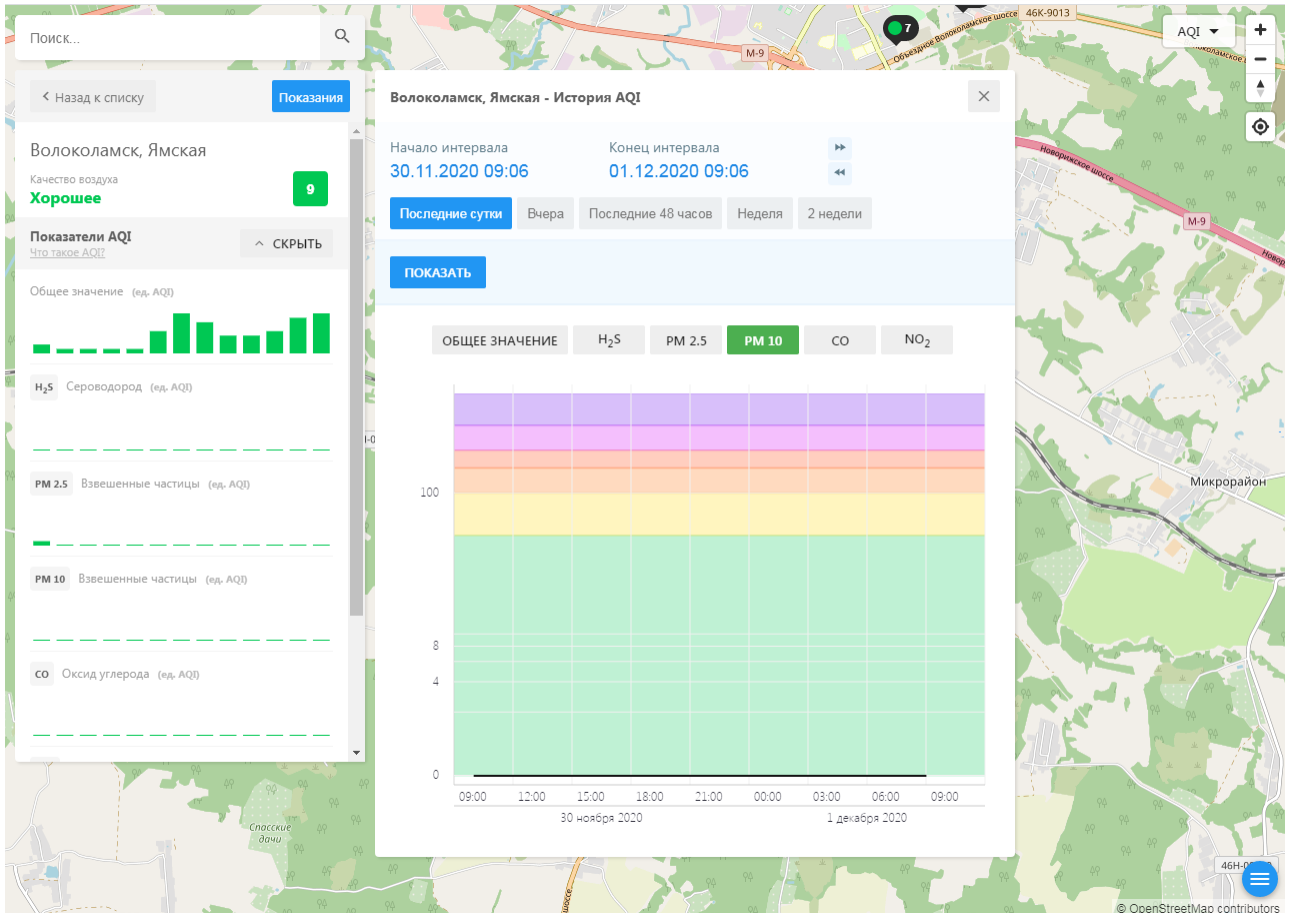 Поиск...
Назад к списку
Показания
Волоколамск, Ямская
Качество воздуха
Хорошее
9
Показатели AQI
Что такое AQI?
СКРЫТЬ
Общее значение (ед. AQI)
H2S Сероводород (ед. AQI)
PM 2.5 Взвешенные частицы (ед. AQI)
PM 10 Взвешенные частицы (ед. AQI)
CO Оксид углерода (ед. AQI)
Волоколамск, Ямская - История AQI
Начало интервала
30.11.2020 09:06
Конец интервала
01.12.2020 09:06
Последние сутки
Вчера
Последние 48 часов
Неделя
2 недели
ПОКАЗАТЬ
ОБЩЕЕ ЗНАЧЕНИЕ
H2S
PM 2.5
PM 10
CO
NO2
100
8
4
0
09:00 12:00 15:00 18:00 21:00 00:00 03:00 06:00 09:00
30 ноября 2020
1 декабря 2020
M-9
7
46К-9013
Объездное Волоколамское шоссе
AQI
Новорижское шоссе
M-9
Микрорайон
Спасские
дачи
шоссе
© OpenStreetMap contributors